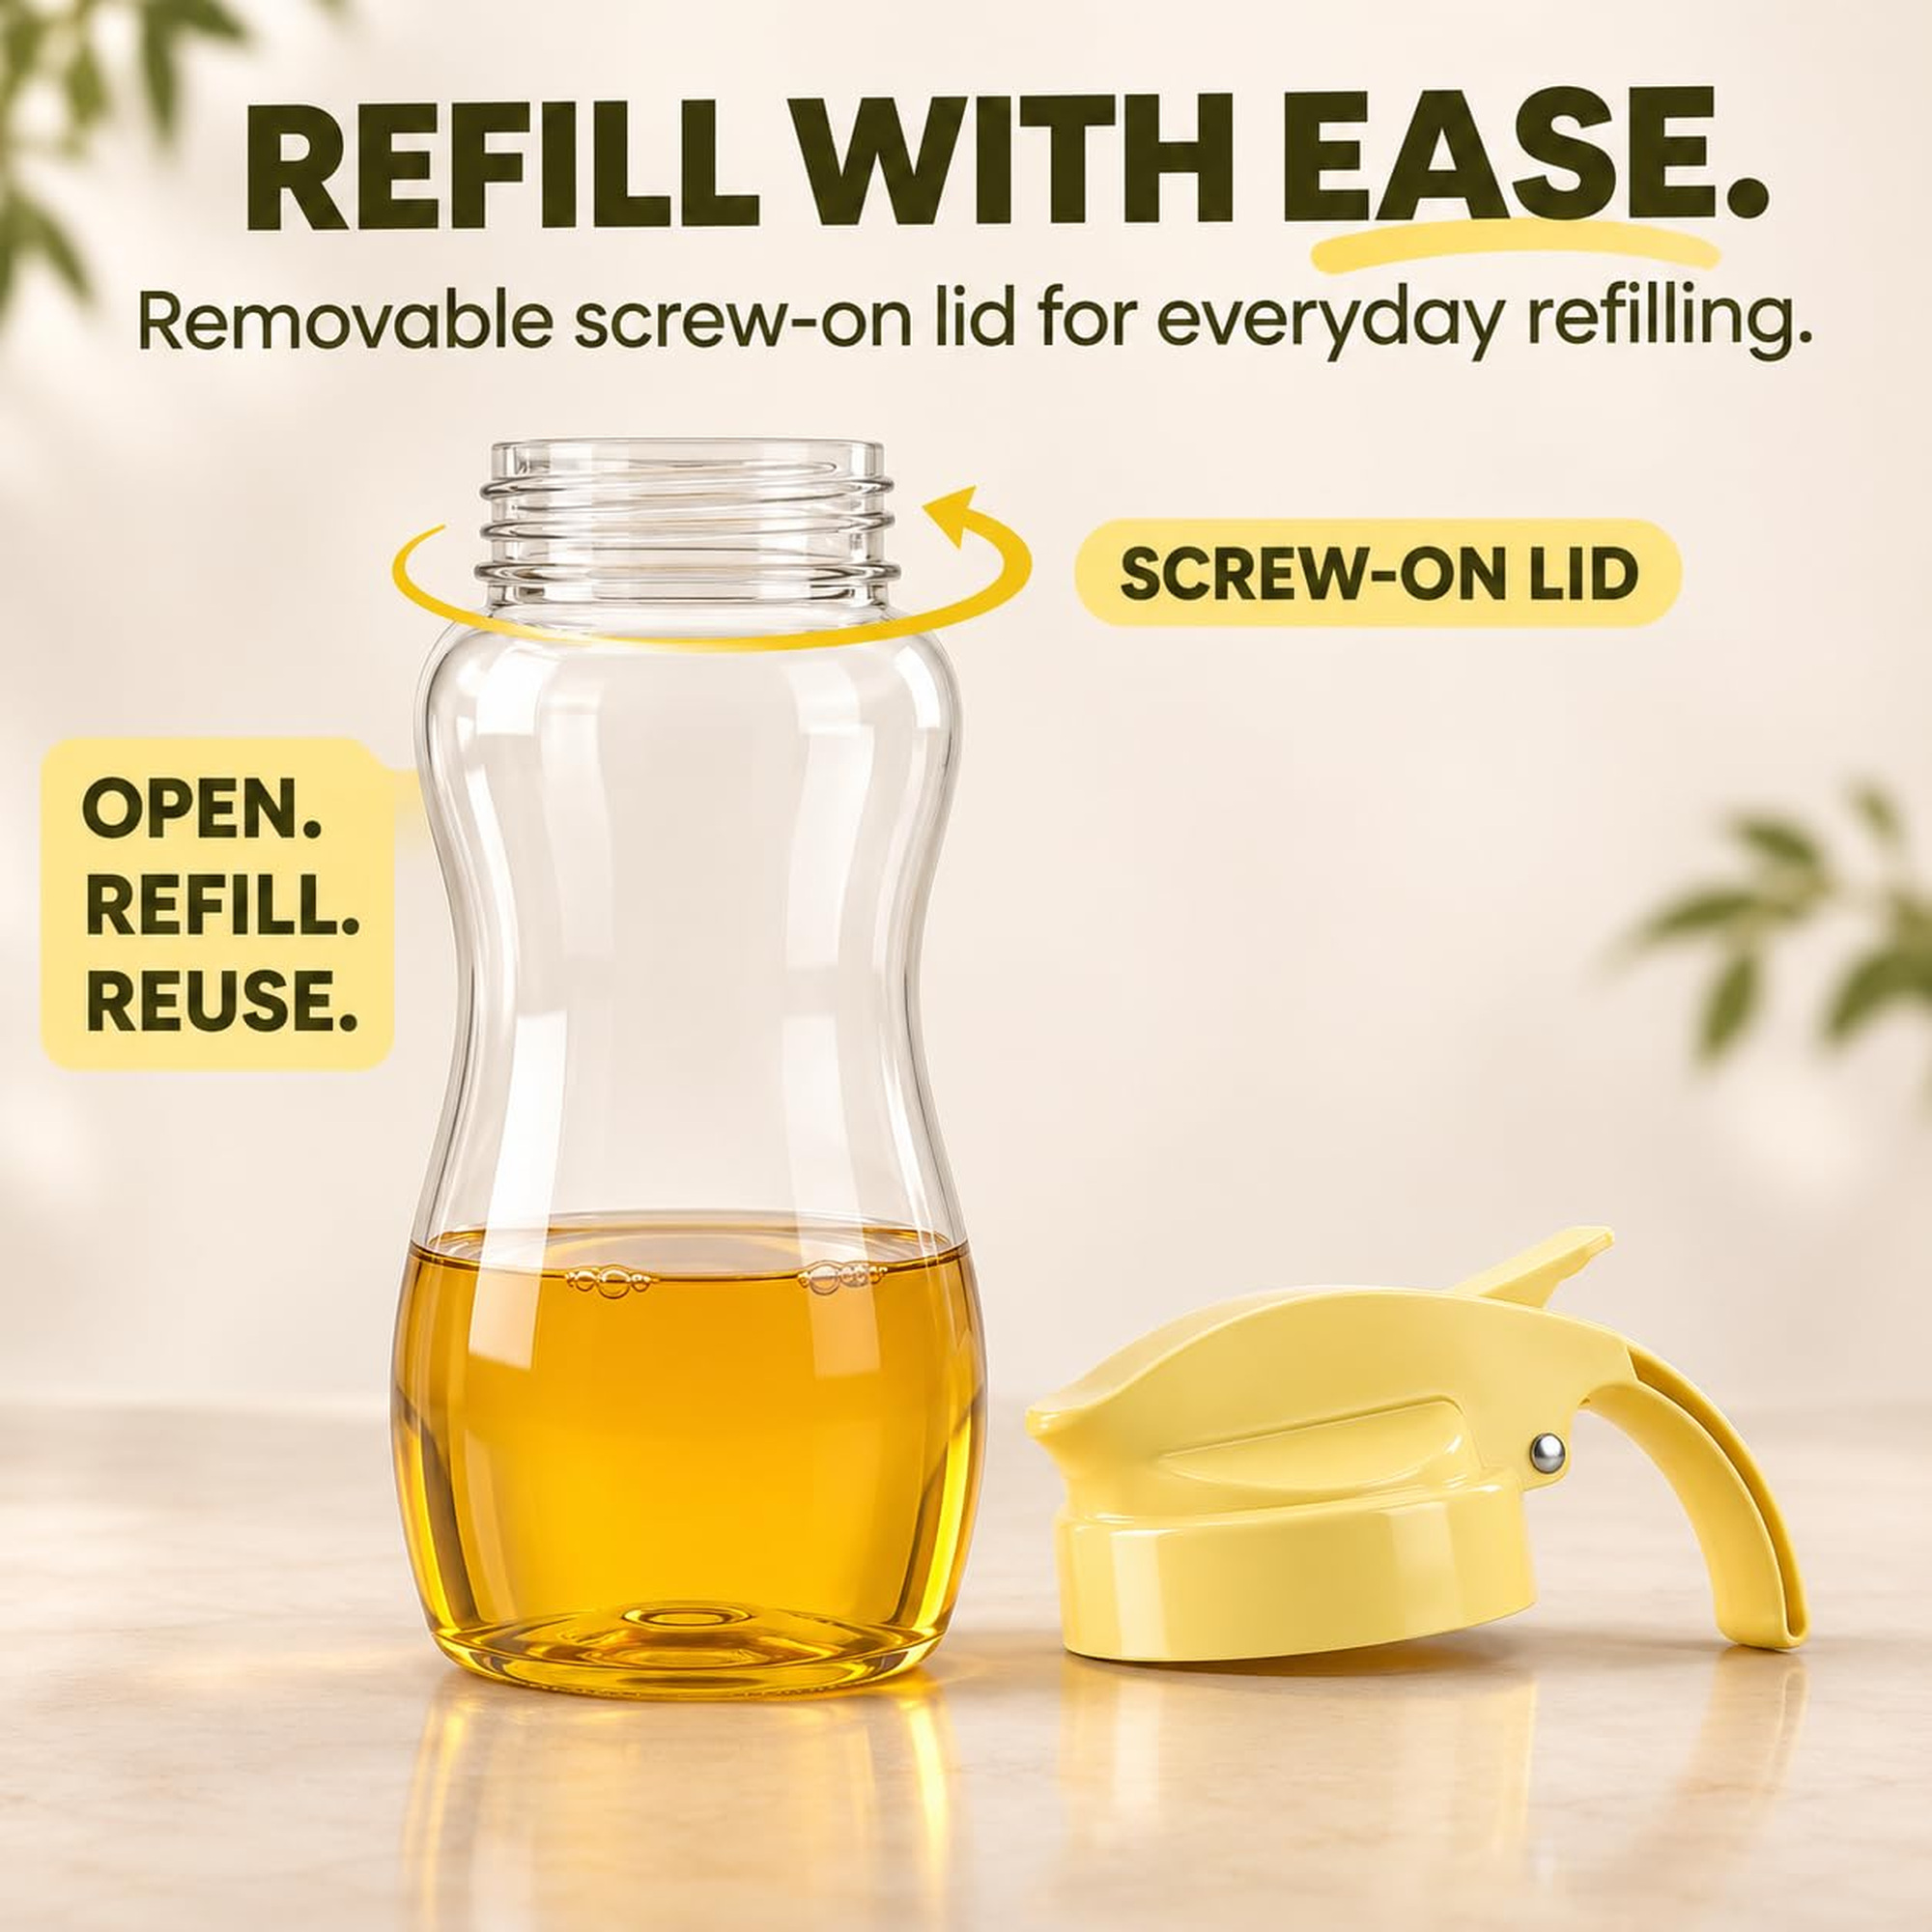 REFILL WITH EASE.
Removable screw-on lid for everyday refilling.
SCREW-ON LID
OPEN.
REFILL.
REUSE.